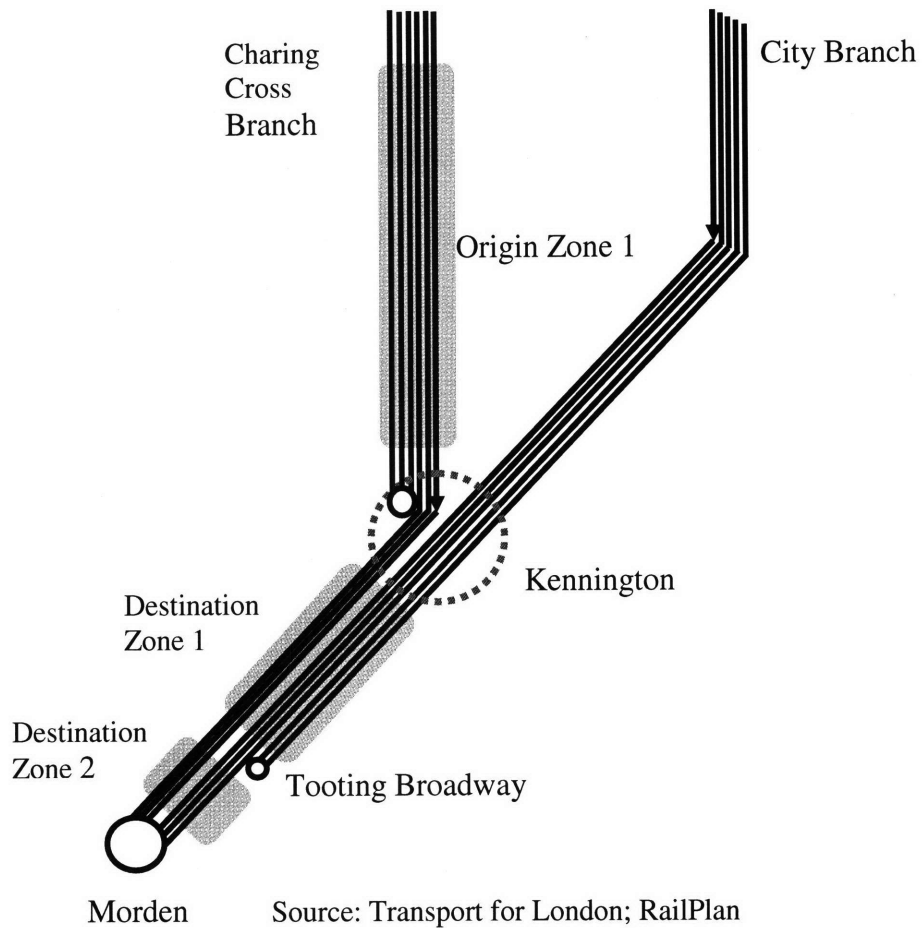 Charing
Cross
Branch
City Branch
Origin Zone 1
Kennington
Destination
Zone 1
Destination
Zone 2
Tooting Broadway
Morden
Source: Transport for London; RailPlan